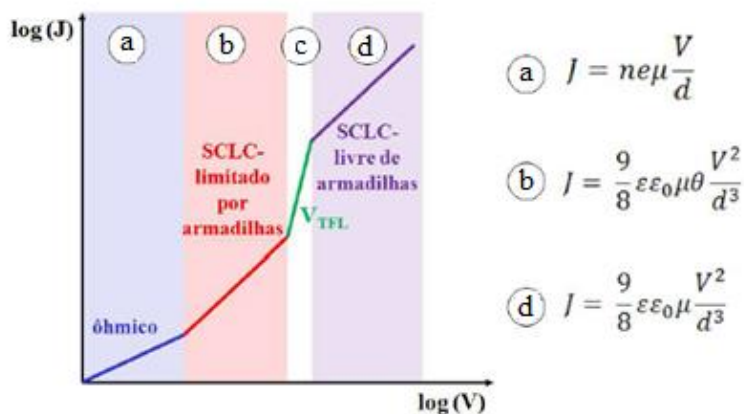 log (J)
a
b
c
d
SCLC-
limitado
por
armadilhas
SCLC-
livre de
armadilhas
V_TFL
ôhmico
log (V)
a J = neμ V/d
b J = 9/8 εε₀μθ V²/d³
d J = 9/8 εε₀μ V²/d³